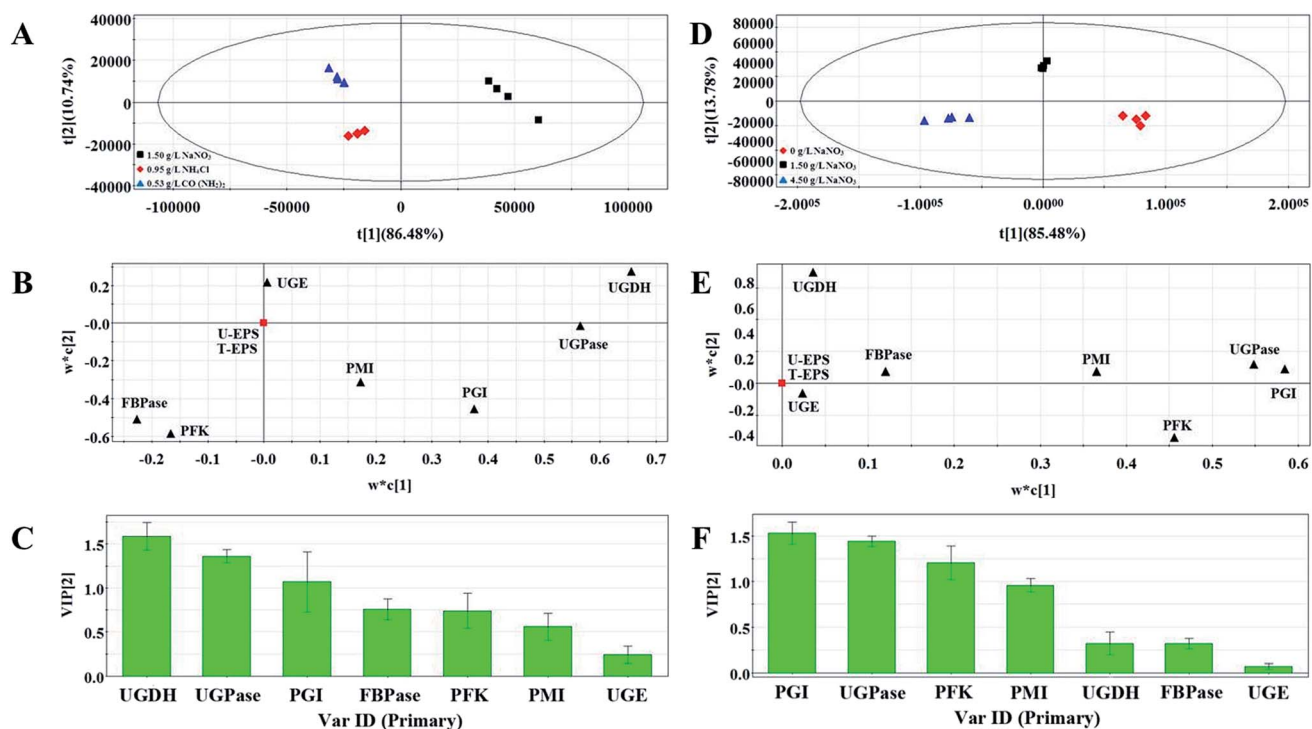 A
40000
20000
0
-20000
-40000
t[2](10.74%)
1.50 g/L NaNO₃
0.95 g/L NH₄Cl
0.53 g/L CO (NH₂)₂
-100000 -50000 0 50000 100000
t[1](86.48%)
B
0.2
-0.0
-0.2
-0.4
-0.6
w*c[2]
UGE
UGDH
U-EPS
T-EPS
UGPase
PMI
PGI
FBPase
PFK
-0.2 -0.1 -0.0 0.1 0.2 0.3 0.4 0.5 0.6 0.7
w*c[1]
C
1.5
1.0
0.5
0.0
VIP[2]
UGDH UGPase PGI FBPase PFK PMI UGE
Var ID (Primary)
D
80000
60000
40000
20000
0
-20000
-40000
-60000
-80000
t[2](13.78%)
0 g/L NaNO₃
1.50 g/L NaNO₃
4.50 g/L NaNO₃
-2.0⁰⁰⁵ -1.0⁰⁰⁵ 0.0⁰⁰⁰ 1.0⁰⁰⁵ 2.0⁰⁰⁵
t[1](85.48%)
E
0.8
0.4
0.2
-0.0
-0.2
-0.4
w*c[2]
UGDH
U-EPS
T-EPS
FBPase
PMI
UGPase
UGE
PGI
PFK
0.0 0.1 0.2 0.3 0.4 0.5 0.6
w*c[1]
F
1.5
1.0
0.5
0.0
VIP[2]
PGI UGPase PFK PMI UGDH FBPase UGE
Var ID (Primary)